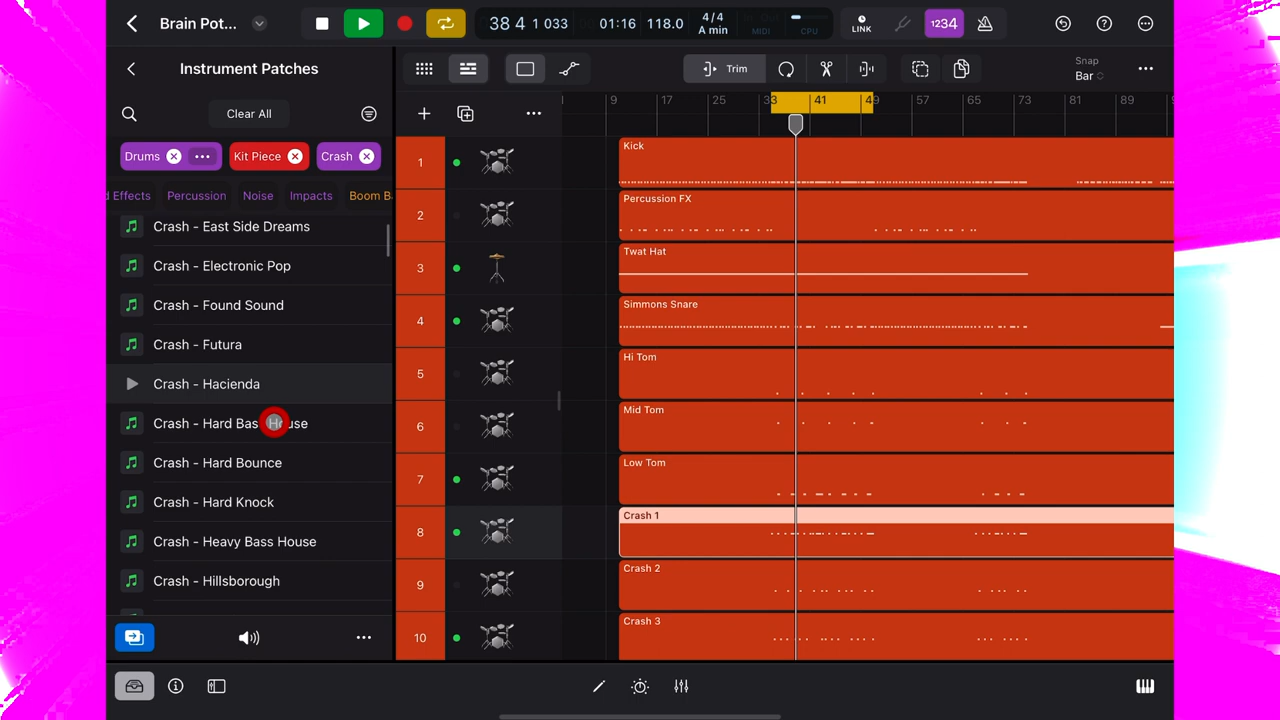 Brain Pot...
38 4 1 033
01:16
118.0
4/4
A min
In Out
MIDI
CPU
LINK
1234
Instrument Patches
Trim
Snap
Bar
Clear All
9
17
25
33
41
49
57
65
73
81
89
Drums
Kit Piece
Crash
d Effects
Percussion
Noise
Impacts
Boom B
Crash - East Side Dreams
Crash - Electronic Pop
Crash - Found Sound
Crash - Futura
Crash - Hacienda
Crash - Hard Bass House
Crash - Hard Bounce
Crash - Hard Knock
Crash - Heavy Bass House
Crash - Hillsborough
1
Kick
2
Percussion FX
3
Twat Hat
4
Simmons Snare
5
Hi Tom
6
Mid Tom
7
Low Tom
8
Crash 1
9
Crash 2
10
Crash 3